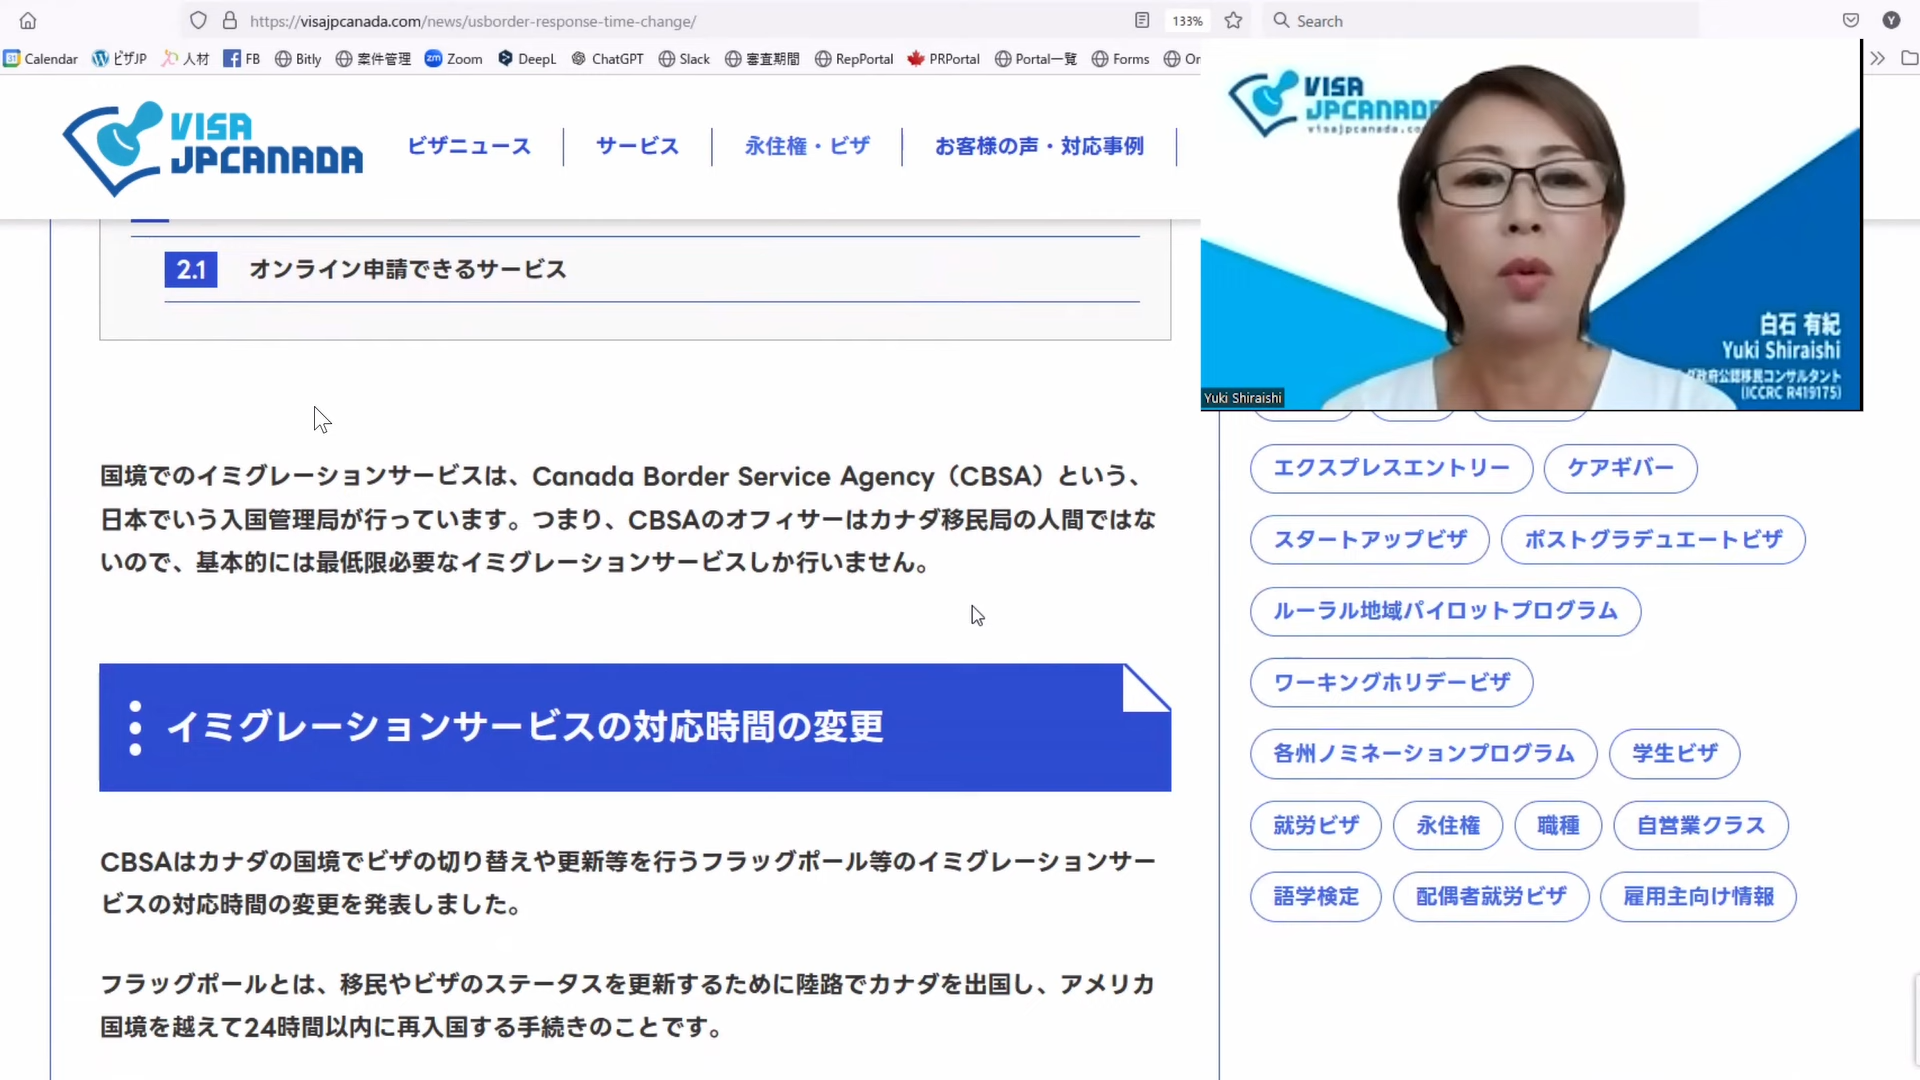 https://visajpcanada.com/news/usborder-response-time-change/
133%
Search
Y
Calendar
ビザJP
人材
FB
Bitly
案件管理
Zoom
DeepL
ChatGPT
Slack
審査期間
RepPortal
PRPortal
Portal一覧
Forms
VISA
JPCANADA
ビザニュース
サービス
永住権・ビザ
お客様の声・対応事例
VISA
JPCANADA
白石 有紀
Yuki Shiraishi
政府公認移民コンサルタント
(ICCRC R419175)
Yuki Shiraishi
2.1 オンライン申請できるサービス
国境でのイミグレーションサービスは、Canada Border Service Agency（CBSA）という、
日本でいう入国管理局が行っています。つまり、CBSAのオフィサーはカナダ移民局の人間ではな
いので、基本的には最低限必要なイミグレーションサービスしか行いません。
イミグレーションサービスの対応時間の変更
CBSAはカナダの国境でビザの切り替えや更新等を行うフラッグポール等のイミグレーションサー
ビスの対応時間の変更を発表しました。
フラッグポールとは、移民やビザのステータスを更新するために陸路でカナダを出国し、アメリカ
国境を越えて24時間以内に再入国する手続きのことです。
エクスプレスエントリー
ケアギバー
スタートアップビザ
ポストグラデュエートビザ
ルーラル地域パイロットプログラム
ワーキングホリデービザ
各州ノミネーションプログラム
学生ビザ
就労ビザ
永住権
職種
自営業クラス
語学検定
配偶者就労ビザ
雇用主向け情報